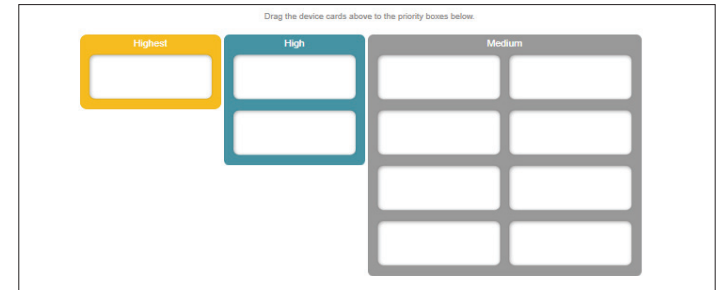 Drag the device cards above to the priority boxes below.
Highest
High
Medium